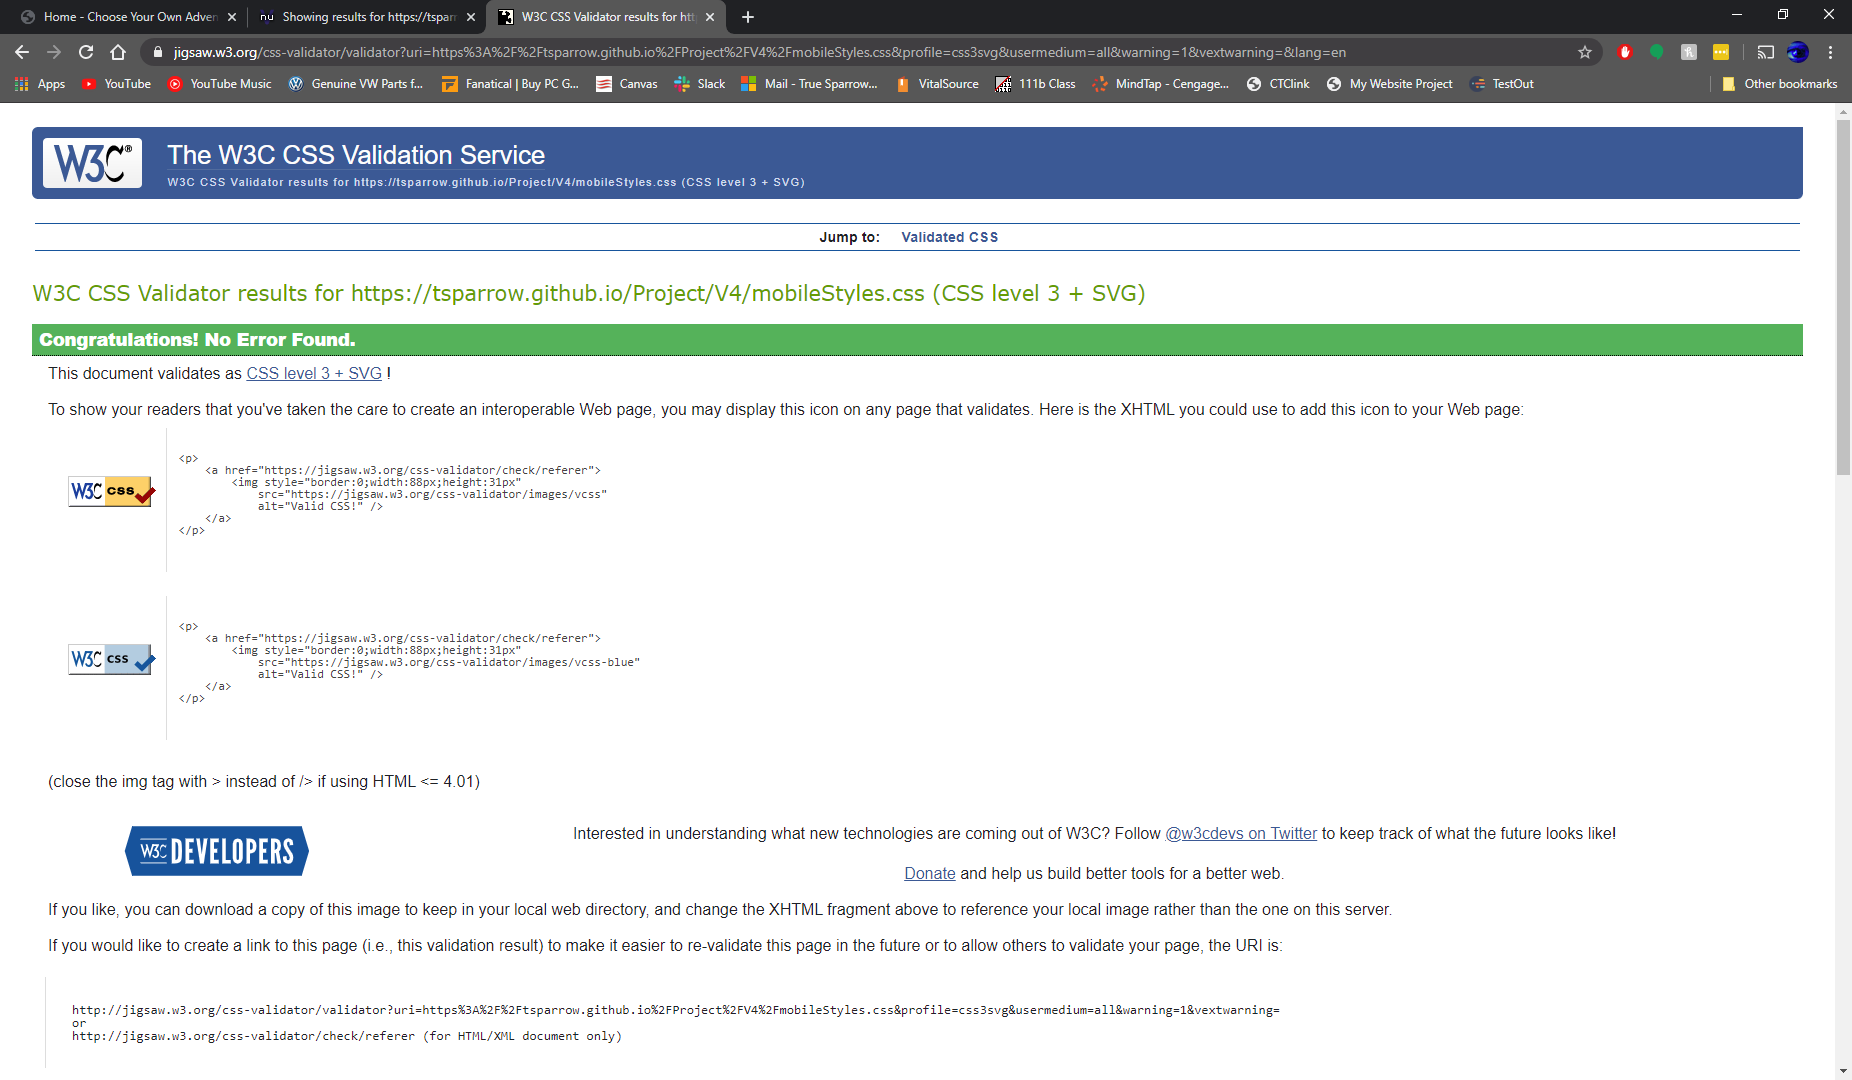 Home - Choose Your Own Adven
nu Showing results for https://tsparr
W3C CSS Validator results for htt
jigsaw.w3.org/css-validator/validator?uri=https%3A%2F%2Ftsparrow.github.io%2FProject%2FV4%2FmobileStyles.css&profile=css3svg&usermedium=all&warning=1&vextwarning=&lang=en
Apps YouTube YouTube Music Genuine VW Parts f... Fanatical | Buy PC G... Canvas Slack Mail - True Sparrow... VitalSource 111b Class MindTap - Cengage... CTClink My Website Project TestOut Other bookmarks
W3C® The W3C CSS Validation Service
W3C CSS Validator results for https://tsparrow.github.io/Project/V4/mobileStyles.css (CSS level 3 + SVG)
Jump to: Validated CSS
W3C CSS Validator results for https://tsparrow.github.io/Project/V4/mobileStyles.css (CSS level 3 + SVG)
Congratulations! No Error Found.
This document validates as CSS level 3 + SVG !
To show your readers that you've taken the care to create an interoperable Web page, you may display this icon on any page that validates. Here is the XHTML you could use to add this icon to your Web page:
W3C css
<p>
<a href="https://jigsaw.w3.org/css-validator/check/referer">
<img style="border:0;width:88px;height:31px"
src="https://jigsaw.w3.org/css-validator/images/vcss"
alt="Valid CSS!" />
</a>
</p>
W3C css
<p>
<a href="https://jigsaw.w3.org/css-validator/check/referer">
<img style="border:0;width:88px;height:31px"
src="https://jigsaw.w3.org/css-validator/images/vcss-blue"
alt="Valid CSS!" />
</a>
</p>
(close the img tag with > instead of /> if using HTML <= 4.01)
W3C DEVELOPERS
Interested in understanding what new technologies are coming out of W3C? Follow @w3cdevs on Twitter to keep track of what the future looks like!
Donate and help us build better tools for a better web.
If you like, you can download a copy of this image to keep in your local web directory, and change the XHTML fragment above to reference your local image rather than the one on this server.
If you would like to create a link to this page (i.e., this validation result) to make it easier to re-validate this page in the future or to allow others to validate your page, the URI is:
http://jigsaw.w3.org/css-validator/validator?uri=https%3A%2F%2Ftsparrow.github.io%2FProject%2FV4%2FmobileStyles.css&profile=css3svg&usermedium=all&warning=1&vextwarning=
or
http://jigsaw.w3.org/css-validator/check/referer (for HTML/XML document only)